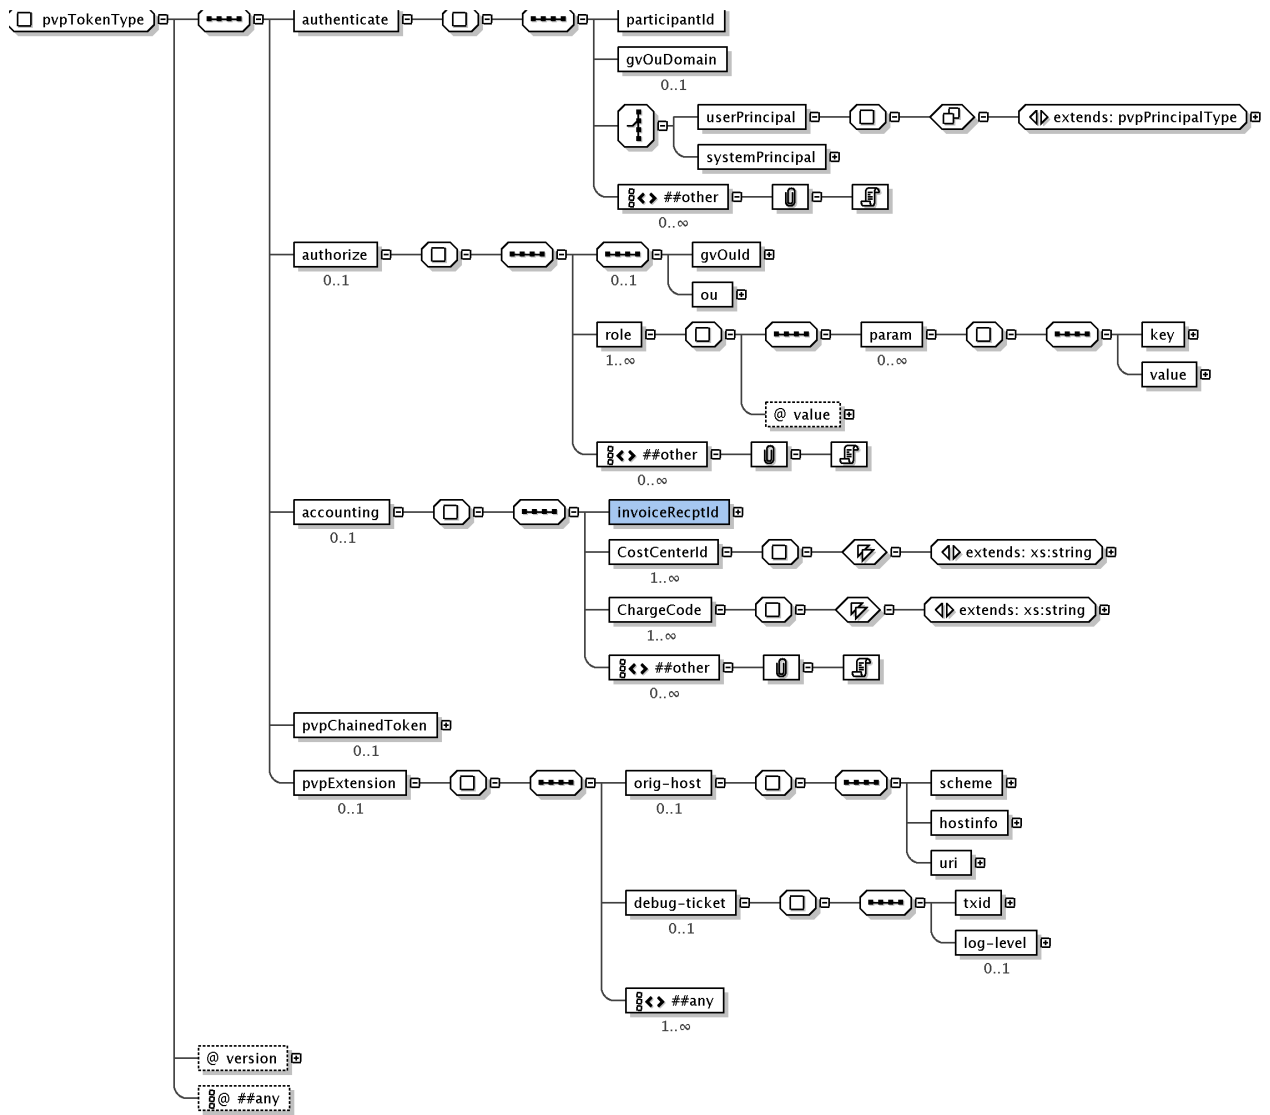 pvpTokenType authenticate participantId
gvOuDomain
0..1
userPrincipal extends: pvpPrincipalType
systemPrincipal
##other
0..∞
authorize gvOuId
0..1 0..1
ou
role param key
1..∞ 0..∞
value
@ value
##other
0..∞
accounting invoiceRecptId
0..1
CostCenterId extends: xs:string
1..∞
ChargeCode extends: xs:string
1..∞
##other
0..∞
pvpChainedToken
0..1
pvpExtension orig-host scheme
0..1 0..1
hostinfo
uri
debug-ticket txid
0..1
log-level
0..1
##any
1..∞
@ version
@ ##any